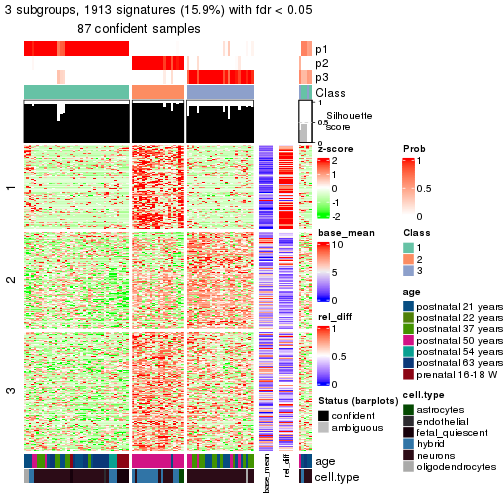 3 subgroups, 1913 signatures (15.9%) with fdr < 0.05
87 confident samples
p1
p2
p3
Class
1
0.5
0
Silhouette
score
1
2
3
z-score
2
1
0
-1
-2
base_mean
10
5
0
rel_diff
1
0.5
0
Status (barplots)
confident
ambiguous
Prob
1
0.5
0
Class
1
2
3
age
postnatal 21 years
postnatal 22 years
postnatal 37 years
postnatal 50 years
postnatal 54 years
postnatal 63 years
prenatal 16-18 W
cell.type
astrocytes
endothelial
fetal_quiescent
hybrid
neurons
oligodendrocytes
base_mean
rel_diff
age
cell.type